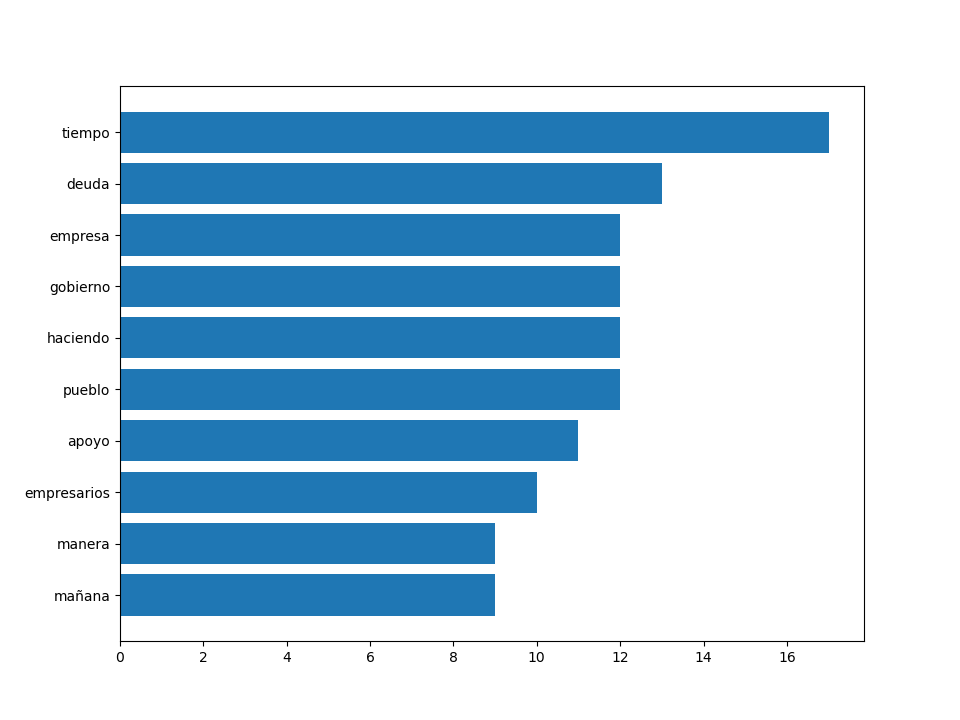 tiempo
deuda
empresa
gobierno
haciendo
pueblo
apoyo
empresarios
manera
mañana
0 2 4 6 8 10 12 14 16